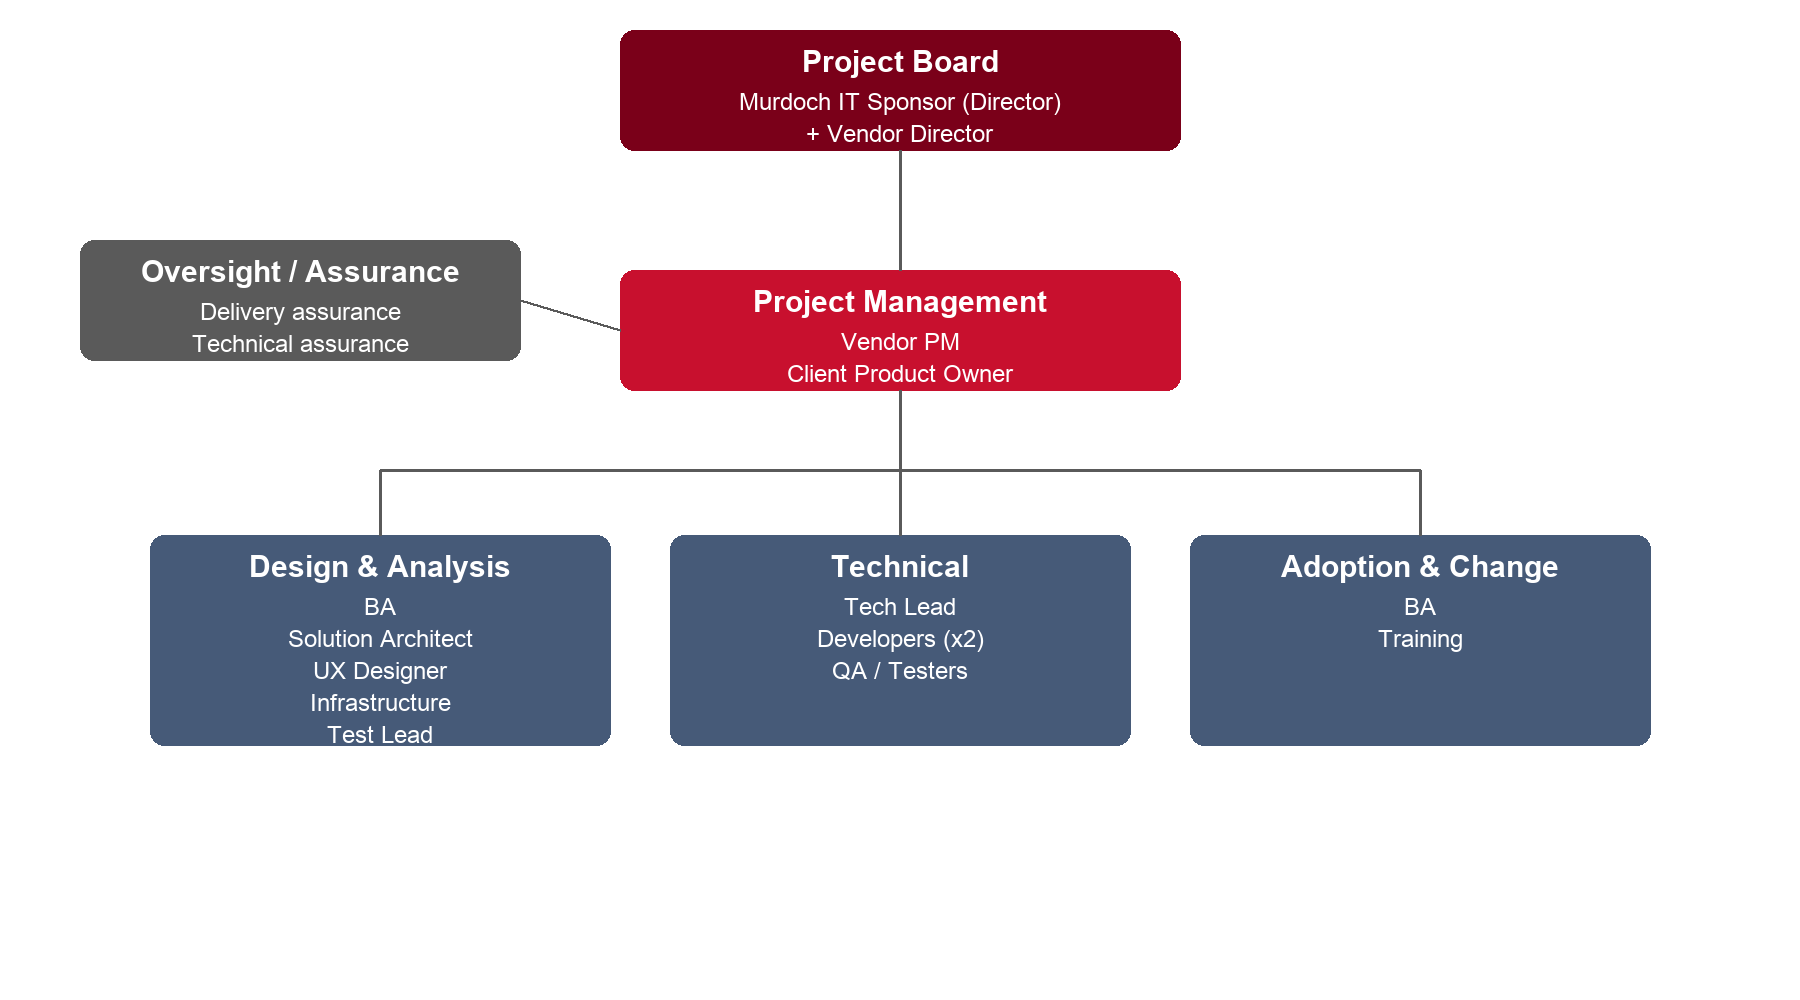 Project Board
Murdoch IT Sponsor (Director)
+ Vendor Director
Oversight / Assurance
Delivery assurance
Technical assurance
Project Management
Vendor PM
Client Product Owner
Design & Analysis
BA
Solution Architect
UX Designer
Infrastructure
Test Lead
Technical
Tech Lead
Developers (x2)
QA / Testers
Adoption & Change
BA
Training